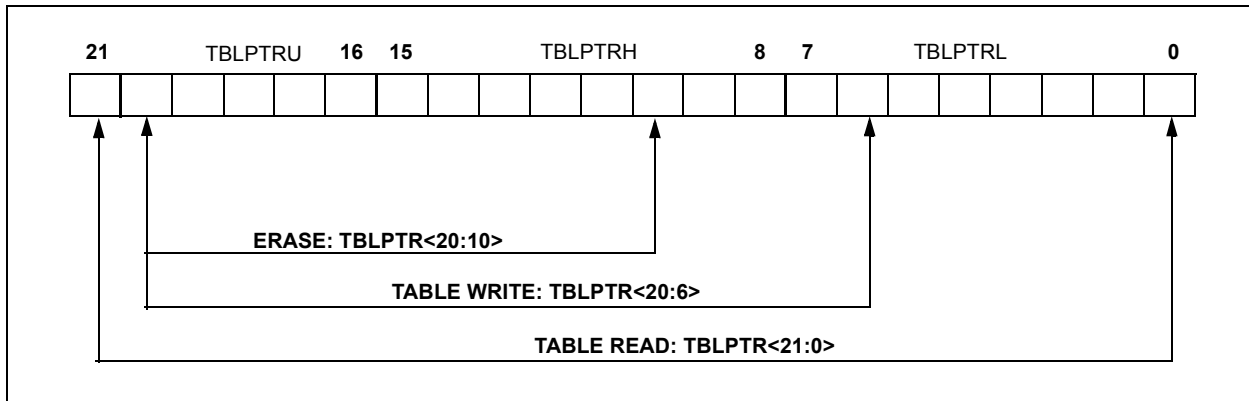 21 TBLPTRU 16 15 TBLPTRH 8 7 TBLPTRL 0
ERASE: TBLPTR<20:10>
TABLE WRITE: TBLPTR<20:6>
TABLE READ: TBLPTR<21:0>